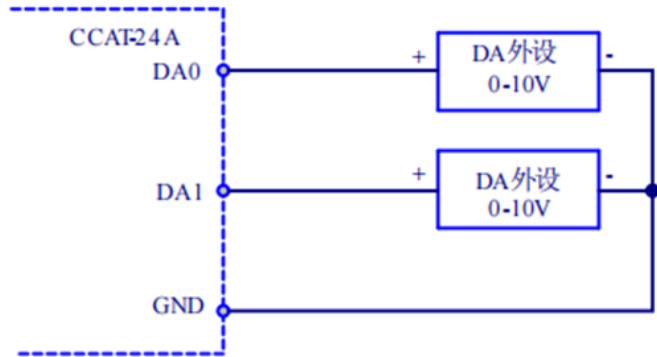 CCAT-24A
DA0
+
DA外设
0-10V
-
DA1
+
DA外设
0-10V
-
GND